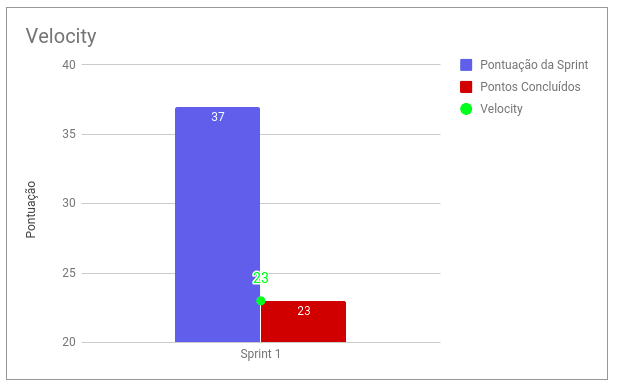 Velocity
Pontuação da Sprint
Pontos Concluídos
Velocity
40
35
30
25
20
Pontuação
37
23
23
Sprint 1